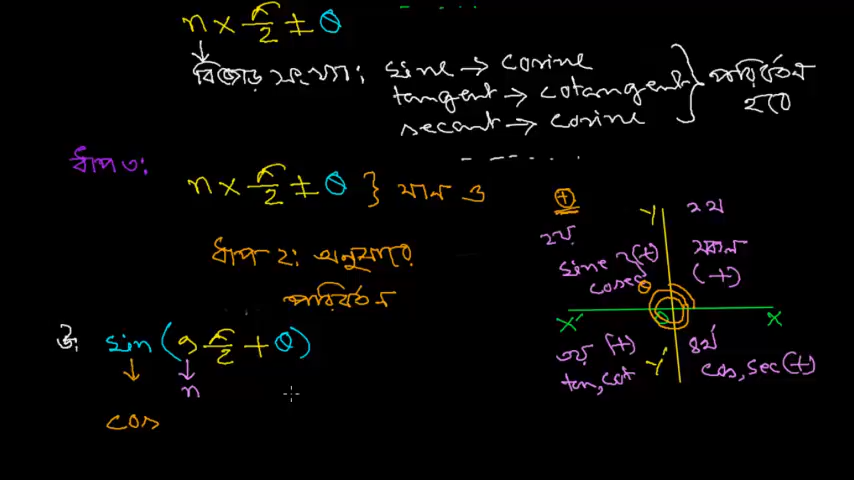 n × π/2 ± θ
বিজোড় সংখ্যা: sine → cosine
tangent → cotangent
secant → cosine
পরিবর্তন হবে
ধাপ ৩:
n × π/2 ± θ } মান ও
ধাপ ২: অনুসারে
পরিবর্তন
sin (9 π/2 + θ)
n
cos
+
Y
২য়
sine ও (+)
cosec
১ম
সকল
(+)
X'
O
X
৩য় (+)
tan, cot
Y'
৪র্থ
cos, sec (+)